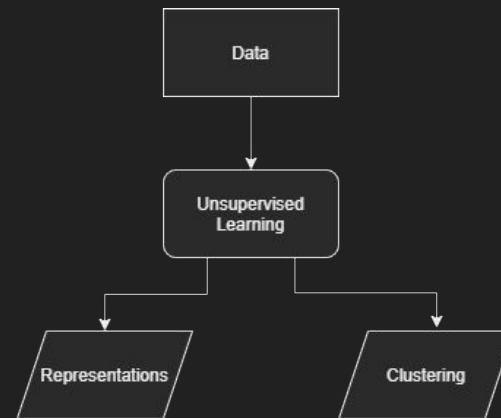 Data
Unsupervised
Learning
Representations
Clustering